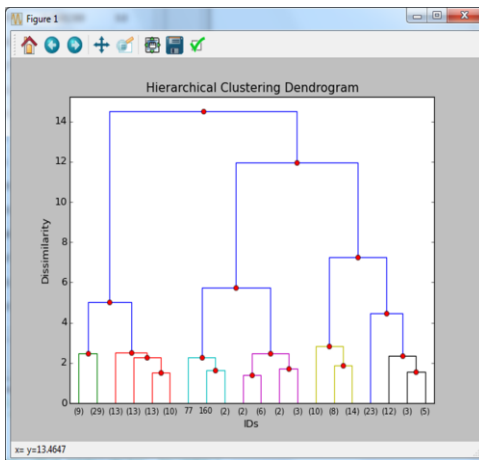 Figure 1
Hierarchical Clustering Dendrogram
14
12
10
8
6
4
2
0
Dissimilarity
(9) (29) (13) (13) (13) (10) 77 160 (2) (2) (6) (2) (3) (10) (8) (14) (23) (12) (3) (5)
IDs
x= y=13.4647